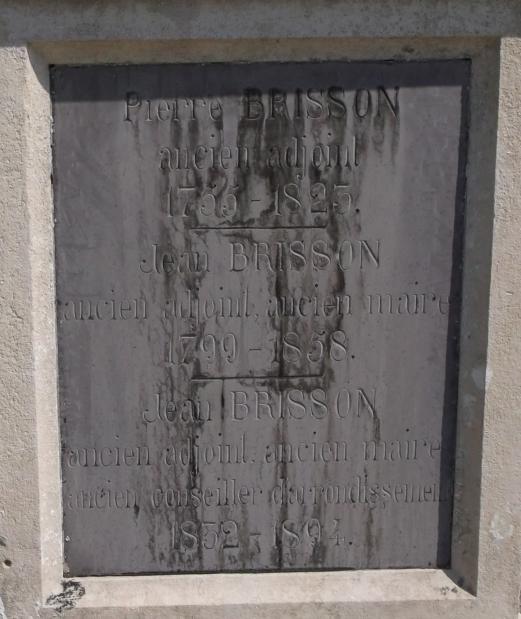 Pierre BRISSON
ancien adjoint
1755-1825.
Jean BRISSON
ancien adjoint, ancien maire
1799-1858.
Jean BRISSON
ancien adjoint, ancien maire
ancien conseiller d'arrondissement
1832-1894.